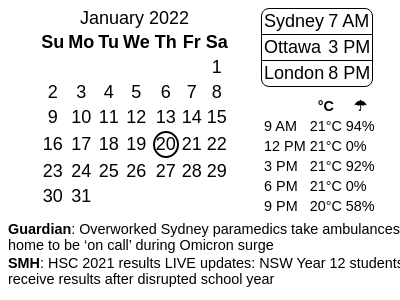 January 2022
Su Mo Tu We Th Fr Sa
1
2 3 4 5 6 7 8
9 10 11 12 13 14 15
16 17 18 19 20 21 22
23 24 25 26 27 28 29
30 31
Sydney 7 AM
Ottawa 3 PM
London 8 PM
°C ☂
9 AM 21°C 94%
12 PM 21°C 0%
3 PM 21°C 92%
6 PM 21°C 0%
9 PM 20°C 58%
Guardian: Overworked Sydney paramedics take ambulances
home to be ‘on call’ during Omicron surge
SMH: HSC 2021 results LIVE updates: NSW Year 12 students
receive results after disrupted school year